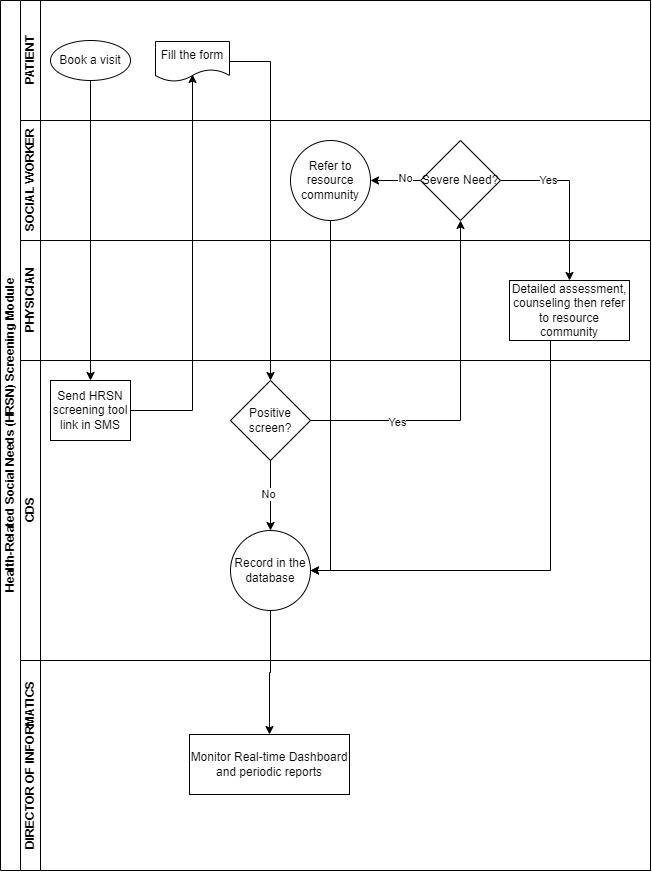 Health-Related Social Needs (HRSN) Screening Module
PATIENT
Book a visit
Fill the form
SOCIAL WORKER
Refer to
resource
community
No
Severe Need?
Yes
PHYSICIAN
Detailed assessment,
counseling then refer
to resource
community
CDS
Send HRSN
screening tool
link in SMS
Positive
screen?
Yes
No
Record in the
database
DIRECTOR OF INFORMATICS
Monitor Real-time Dashboard
and periodic reports